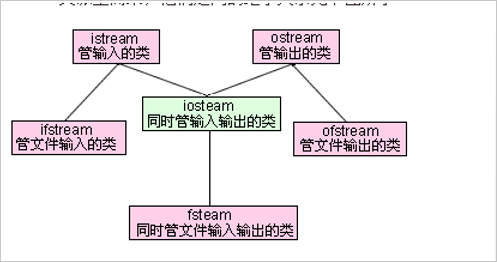 istream
管输入的类
ostream
管输出的类
iosteam
同时管输入输出的类
ifstream
管文件输入的类
ofstream
管文件输出的类
fsteam
同时管文件输入输出的类